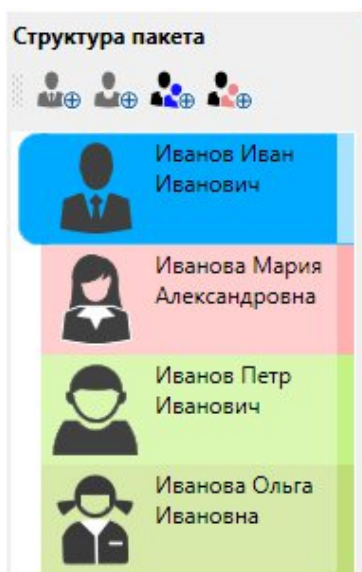 Структура пакета
Иванов Иван
Иванович
Иванова Мария
Александровна
Иванов Петр
Иванович
Иванова Ольга
Ивановна